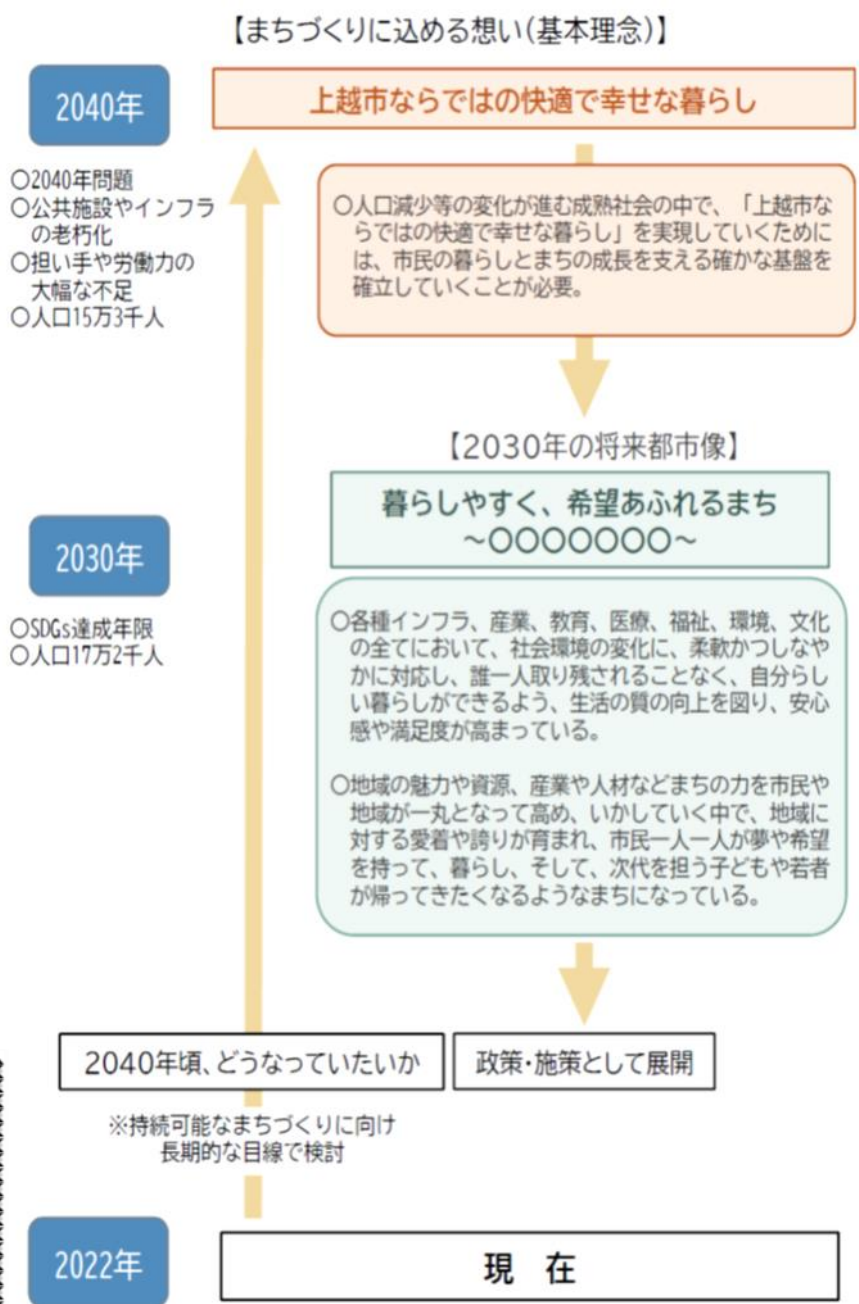 【まちづくりに込める想い(基本理念)】
2040年
上越市ならではの快適で幸せな暮らし
○2040年問題
○公共施設やインフラ
の老朽化
○担い手や労働力の
大幅な不足
○人口15万3千人
○人口減少等の変化が進む成熟社会の中で、「上越市な
らではの快適で幸せな暮らし」を実現していくために
は、市民の暮らしとまちの成長を支える確かな基盤を
確立していくことが必要。
【2030年の将来都市像】
暮らしやすく、希望あふれるまち
～○○○○○○○～
2030年
○SDGs達成年限
○人口17万2千人
○各種インフラ、産業、教育、医療、福祉、環境、文化
の全てにおいて、社会環境の変化に、柔軟かつしなや
かに対応し、誰一人取り残されることなく、自分らし
い暮らしができるよう、生活の質の向上を図り、安心
感や満足度が高まっている。
○地域の魅力や資源、産業や人材などまちの力を市民や
地域が一丸となって高め、いかしていく中で、地域に
対する愛着や誇りが育まれ、市民一人一人が夢や希望
を持って、暮らし、そして、次代を担う子どもや若者
が帰ってきたくなるようなまちになっている。
2040年頃、どうなっていたいか
政策・施策として展開
※持続可能なまちづくりに向け
長期的な目線で検討
2022年
現 在